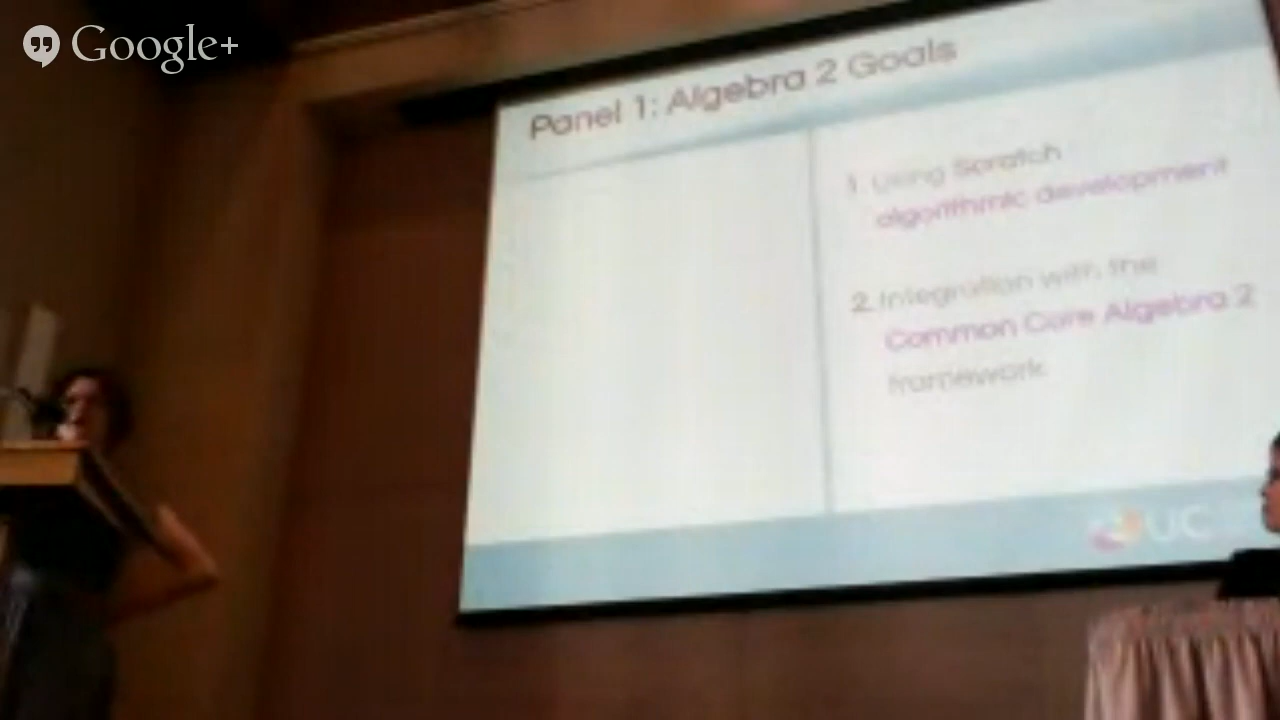 Google+
Panel 1: Algebra 2 Goals
1. Using Scratch
algorithmic development
2. Integration with the
Common Core Algebra 2
framework
UC